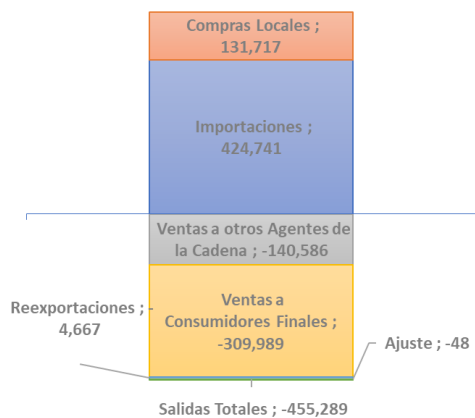 Compras Locales ;
131,717
Importaciones ;
424,741
Ventas a otros Agentes de
la Cadena ; -140,586
Reexportaciones ; -
4,667
Ventas a
Consumidores Finales ;
-309,989
Ajuste ; -48
Salidas Totales ; -455,289